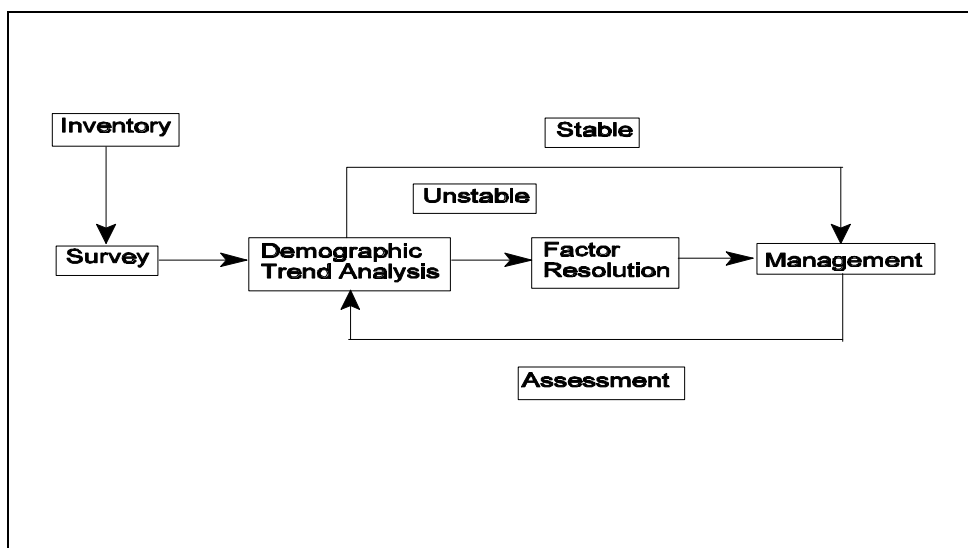 Inventory
Stable
Unstable
Survey
Demographic
Trend Analysis
Factor
Resolution
Management
Assessment